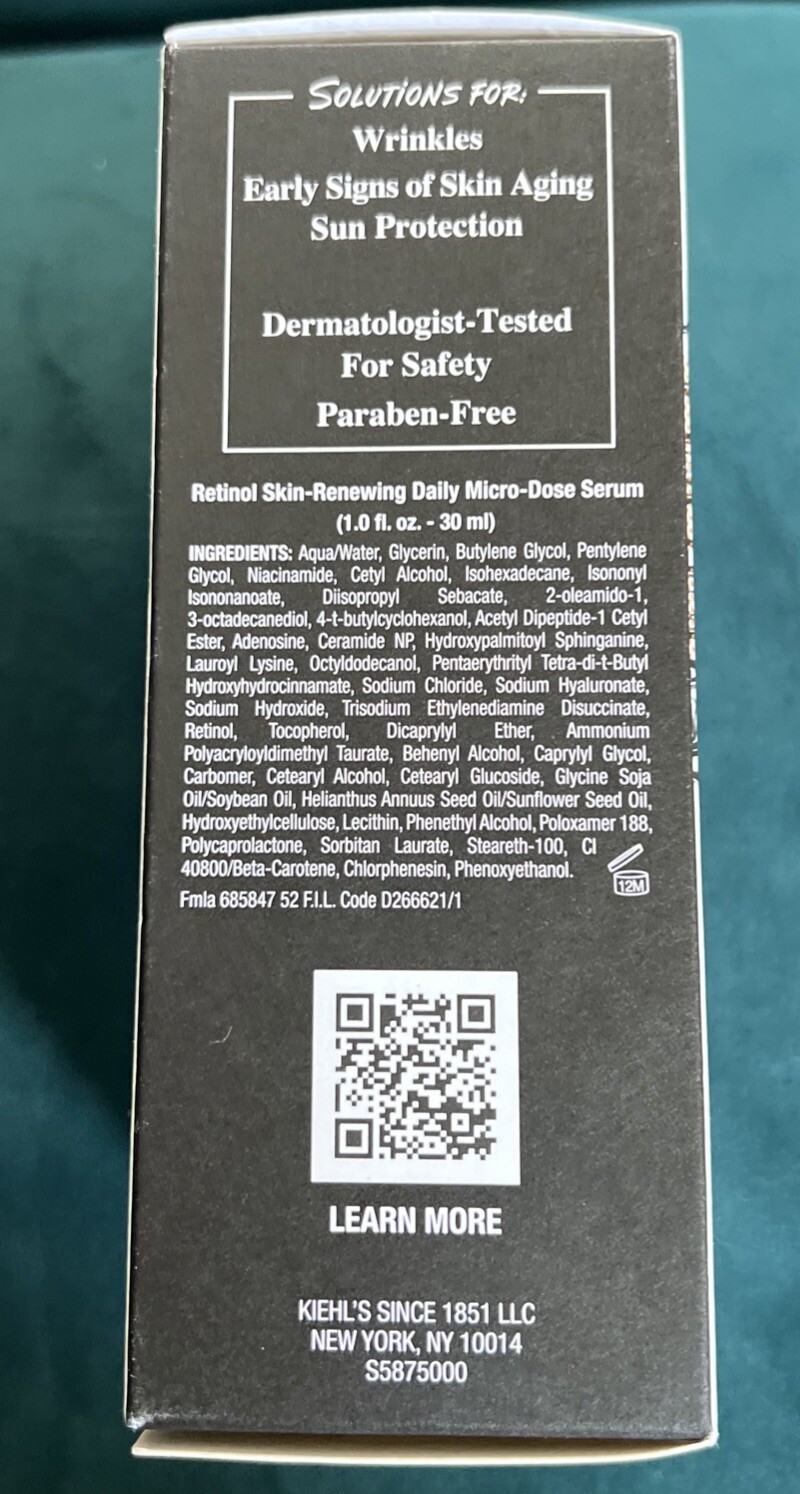 SOLUTIONS FOR:
Wrinkles
Early Signs of Skin Aging
Sun Protection
Dermatologist-Tested
For Safety
Paraben-Free
Retinol Skin-Renewing Daily Micro-Dose Serum
(1.0 fl. oz. - 30 ml)
INGREDIENTS: Aqua/Water, Glycerin, Butylene Glycol, Pentylene
Glycol, Niacinamide, Cetyl Alcohol, Isohexadecane, Isononyl
Isononanoate, Diisopropyl Sebacate, 2-oleamido-1,
3-octadecanediol, 4-t-butylcyclohexanol, Acetyl Dipeptide-1 Cetyl
Ester, Adenosine, Ceramide NP, Hydroxypalmitoyl Sphinganine,
Lauroyl Lysine, Octyldodecanol, Pentaerythrityl Tetra-di-t-Butyl
Hydroxyhydrocinnamate, Sodium Chloride, Sodium Hyaluronate,
Sodium Hydroxide, Trisodium Ethylenediamine Disuccinate,
Retinol, Tocopherol, Dicaprylyl Ether, Ammonium
Polyacryloyldimethyl Taurate, Behenyl Alcohol, Caprylyl Glycol,
Carbomer, Cetearyl Alcohol, Cetearyl Glucoside, Glycine Soja
Oil/Soybean Oil, Helianthus Annuus Seed Oil/Sunflower Seed Oil,
Hydroxyethylcellulose, Lecithin, Phenethyl Alcohol, Poloxamer 188,
Polycaprolactone, Sorbitan Laurate, Steareth-100, CI
40800/Beta-Carotene, Chlorphenesin, Phenoxyethanol.
12M
Fmla 685847 52 F.I.L. Code D266621/1
LEARN MORE
KIEHL'S SINCE 1851 LLC
NEW YORK, NY 10014
S5875000